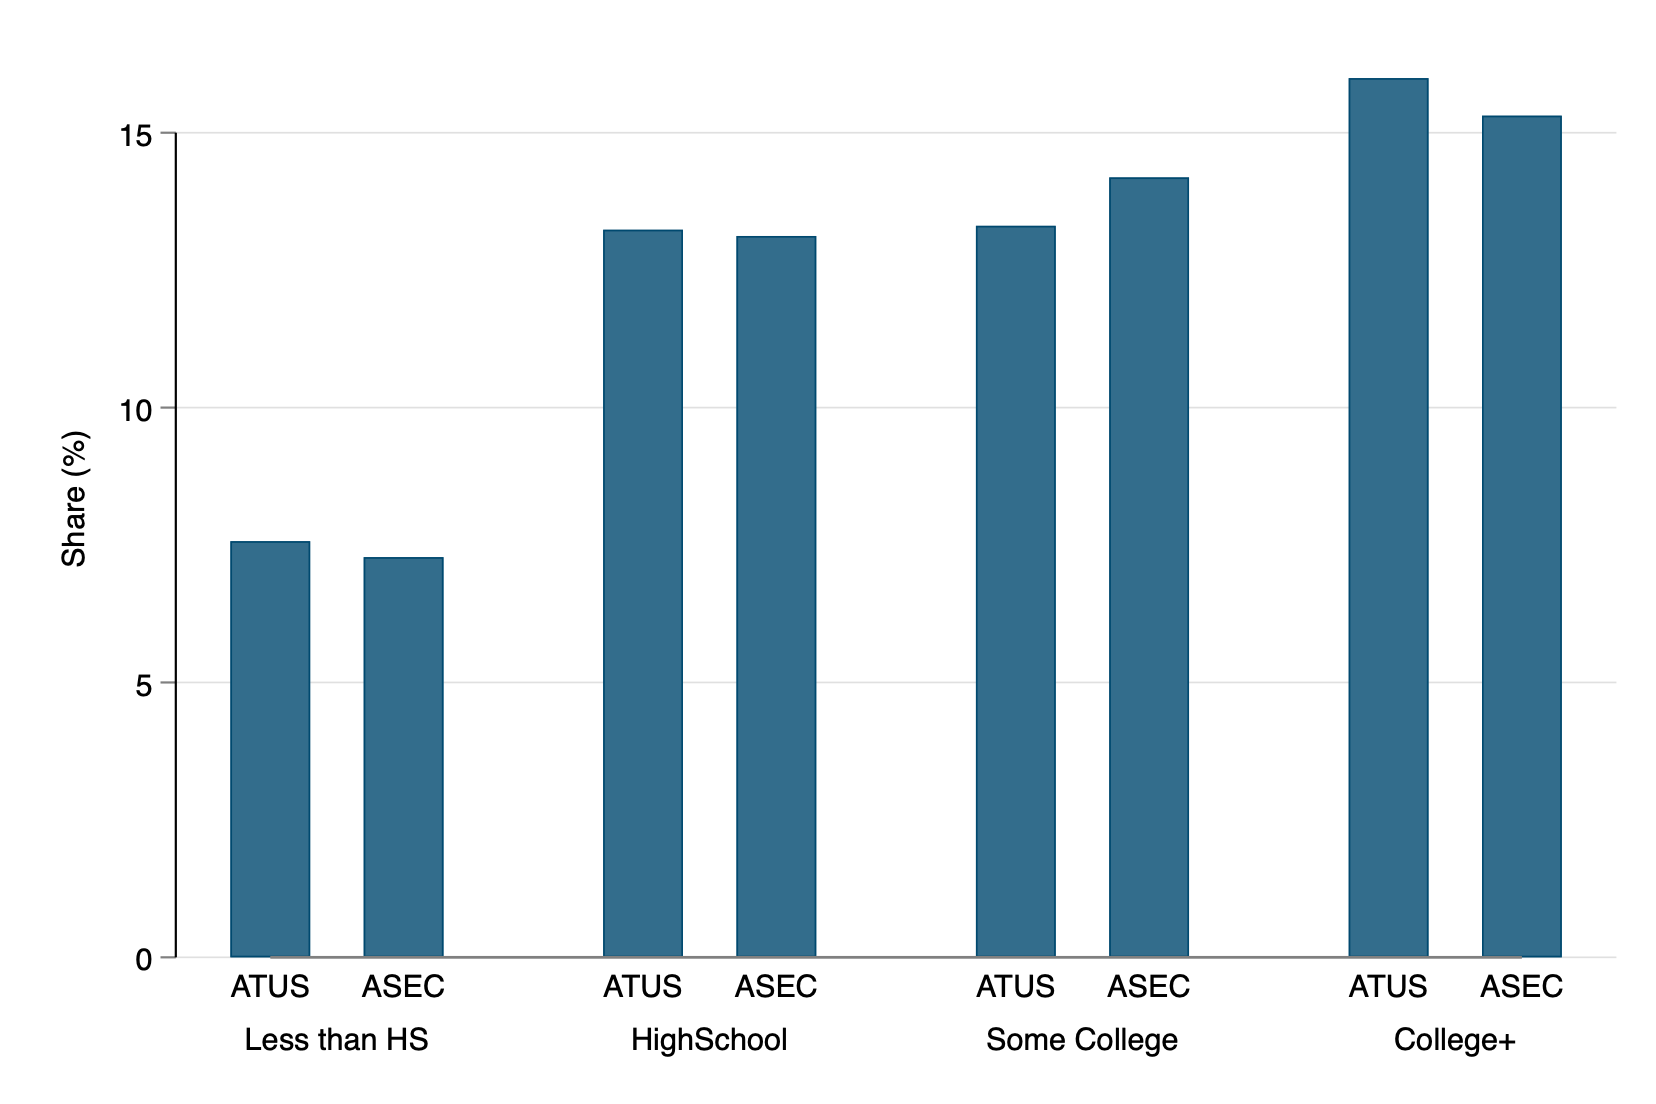 Share (%)
15
10
5
0
ATUS ASEC ATUS ASEC ATUS ASEC ATUS ASEC
Less than HS HighSchool Some College College+